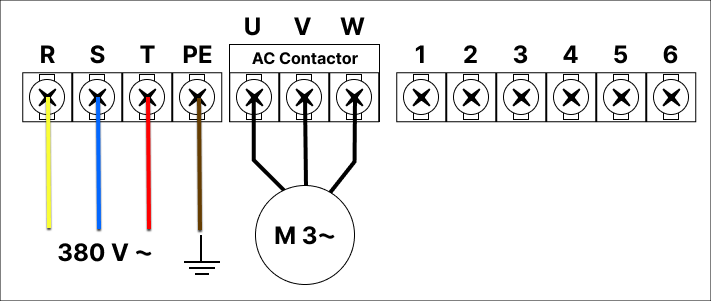 U V W
R S T PE AC Contactor 1 2 3 4 5 6
380 V ~ M 3~